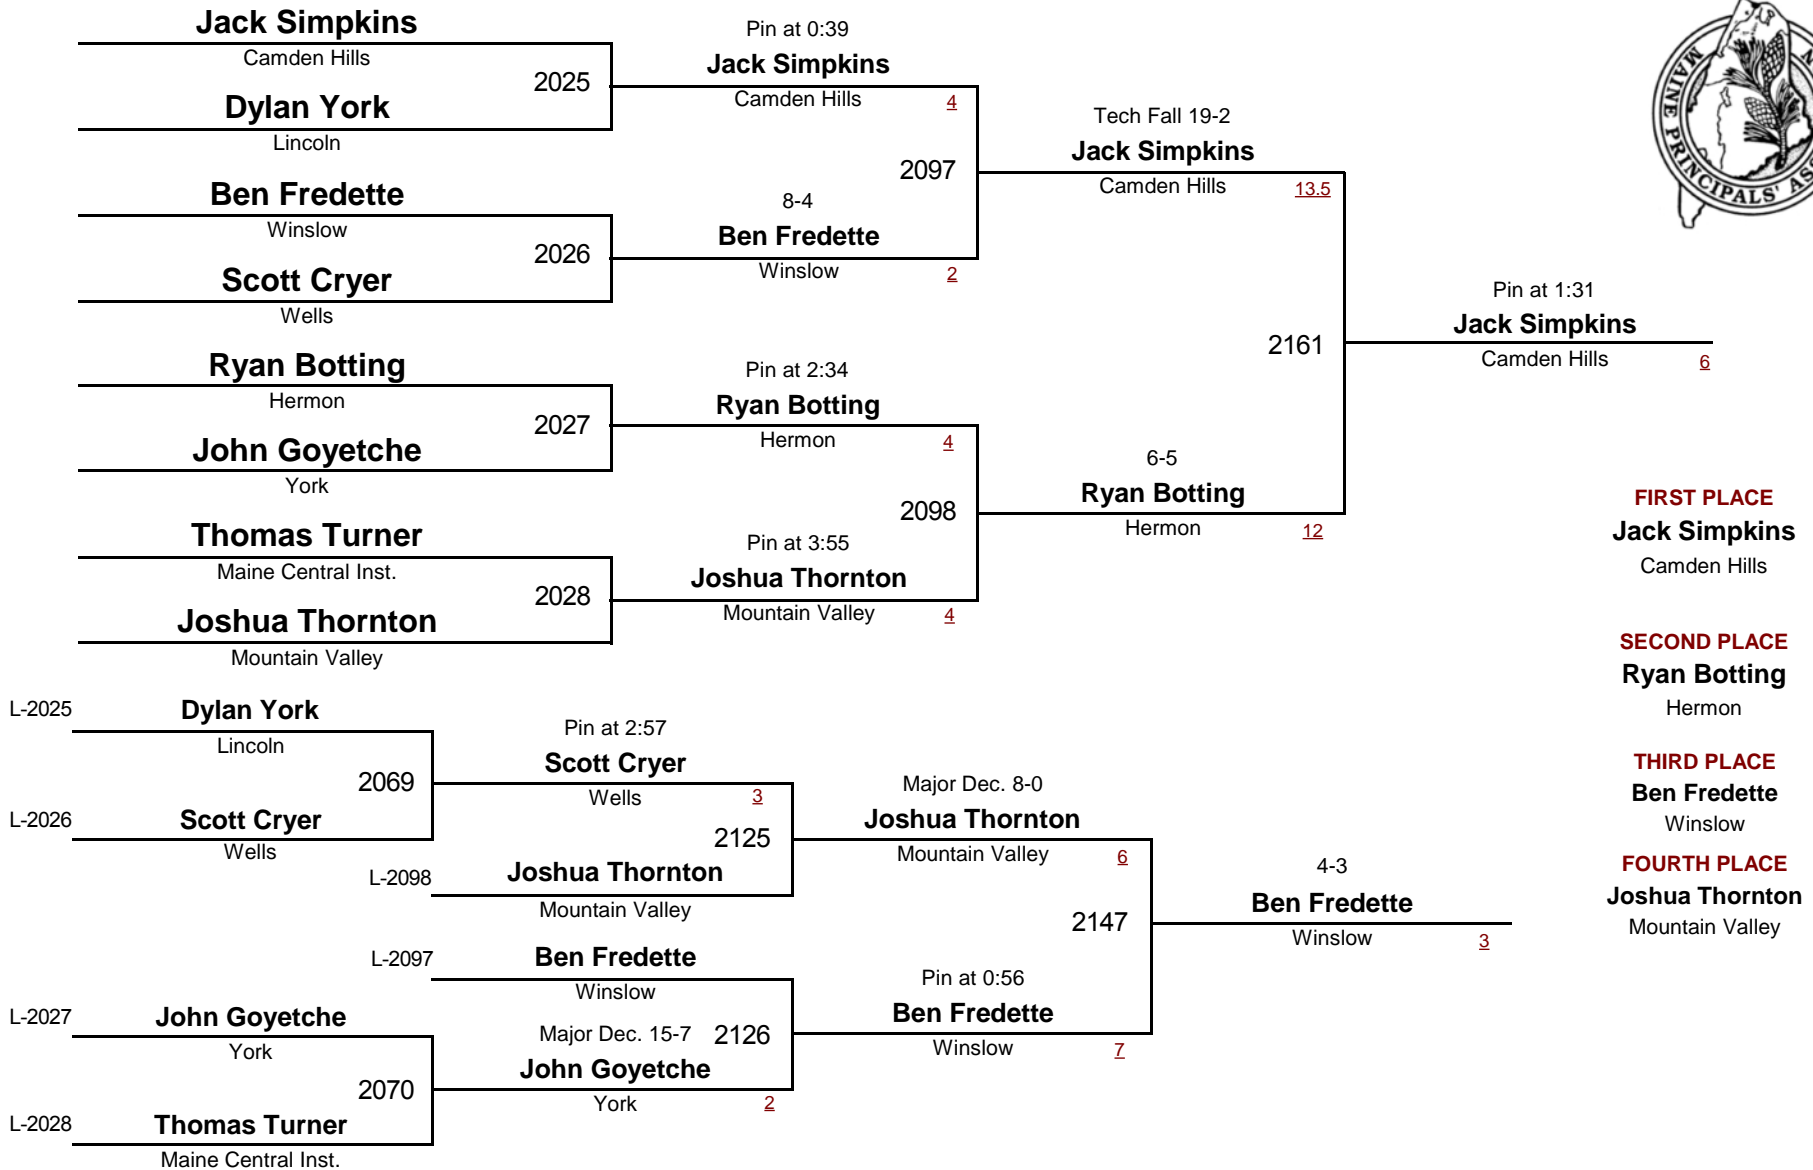 Jack Simpkins
Camden Hills
2025
Dylan York
Lincoln
Ben Fredette
Winslow
2026
Scott Cryer
Wells
Ryan Botting
Hermon
2027
John Goyetche
York
Thomas Turner
Maine Central Inst.
2028
Joshua Thornton
Mountain Valley
Pin at 0:39
Jack Simpkins
Camden Hills
4
2097
8-4
Ben Fredette
Winslow
2
Pin at 2:34
Ryan Botting
Hermon
4
2098
Pin at 3:55
Joshua Thornton
Mountain Valley
4
Tech Fall 19-2
Jack Simpkins
Camden Hills
13.5
2161
6-5
Ryan Botting
Hermon
12
Pin at 1:31
Jack Simpkins
Camden Hills
6
MAINE PRINCIPALS' ASS
FIRST PLACE
Jack Simpkins
Camden Hills
SECOND PLACE
Ryan Botting
Hermon
THIRD PLACE
Ben Fredette
Winslow
FOURTH PLACE
Joshua Thornton
Mountain Valley
L-2025
Dylan York
Lincoln
2069
L-2026
Scott Cryer
Wells
Pin at 2:57
Scott Cryer
Wells
3
2125
L-2098
Joshua Thornton
Mountain Valley
L-2097
Ben Fredette
Winslow
L-2027
John Goyetche
York
2070
L-2028
Thomas Turner
Maine Central Inst.
Major Dec. 15-7
2126
John Goyetche
York
2
Major Dec. 8-0
Joshua Thornton
Mountain Valley
6
2147
Pin at 0:56
Ben Fredette
Winslow
7
4-3
Ben Fredette
Winslow
3